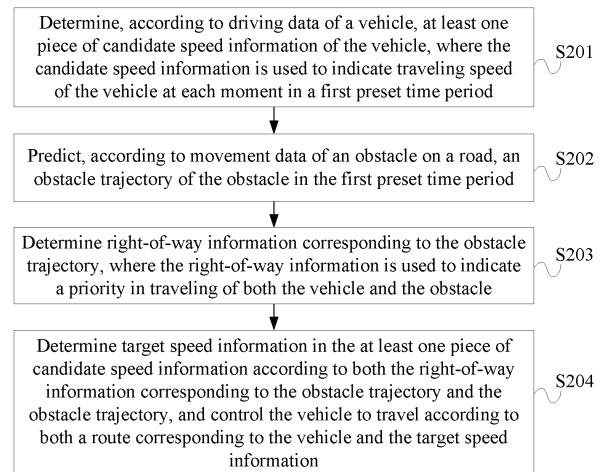 Determine, according to driving data of a vehicle, at least one
piece of candidate speed information of the vehicle, where the
candidate speed information is used to indicate traveling speed
of the vehicle at each moment in a first preset time period
S201
Predict, according to movement data of an obstacle on a road, an
obstacle trajectory of the obstacle in the first preset time period
S202
Determine right-of-way information corresponding to the obstacle
trajectory, where the right-of-way information is used to indicate
a priority in traveling of both the vehicle and the obstacle
S203
Determine target speed information in the at least one piece of
candidate speed information according to both the right-of-way
information corresponding to the obstacle trajectory and the
obstacle trajectory, and control the vehicle to travel according to
both a route corresponding to the vehicle and the target speed
information
S204